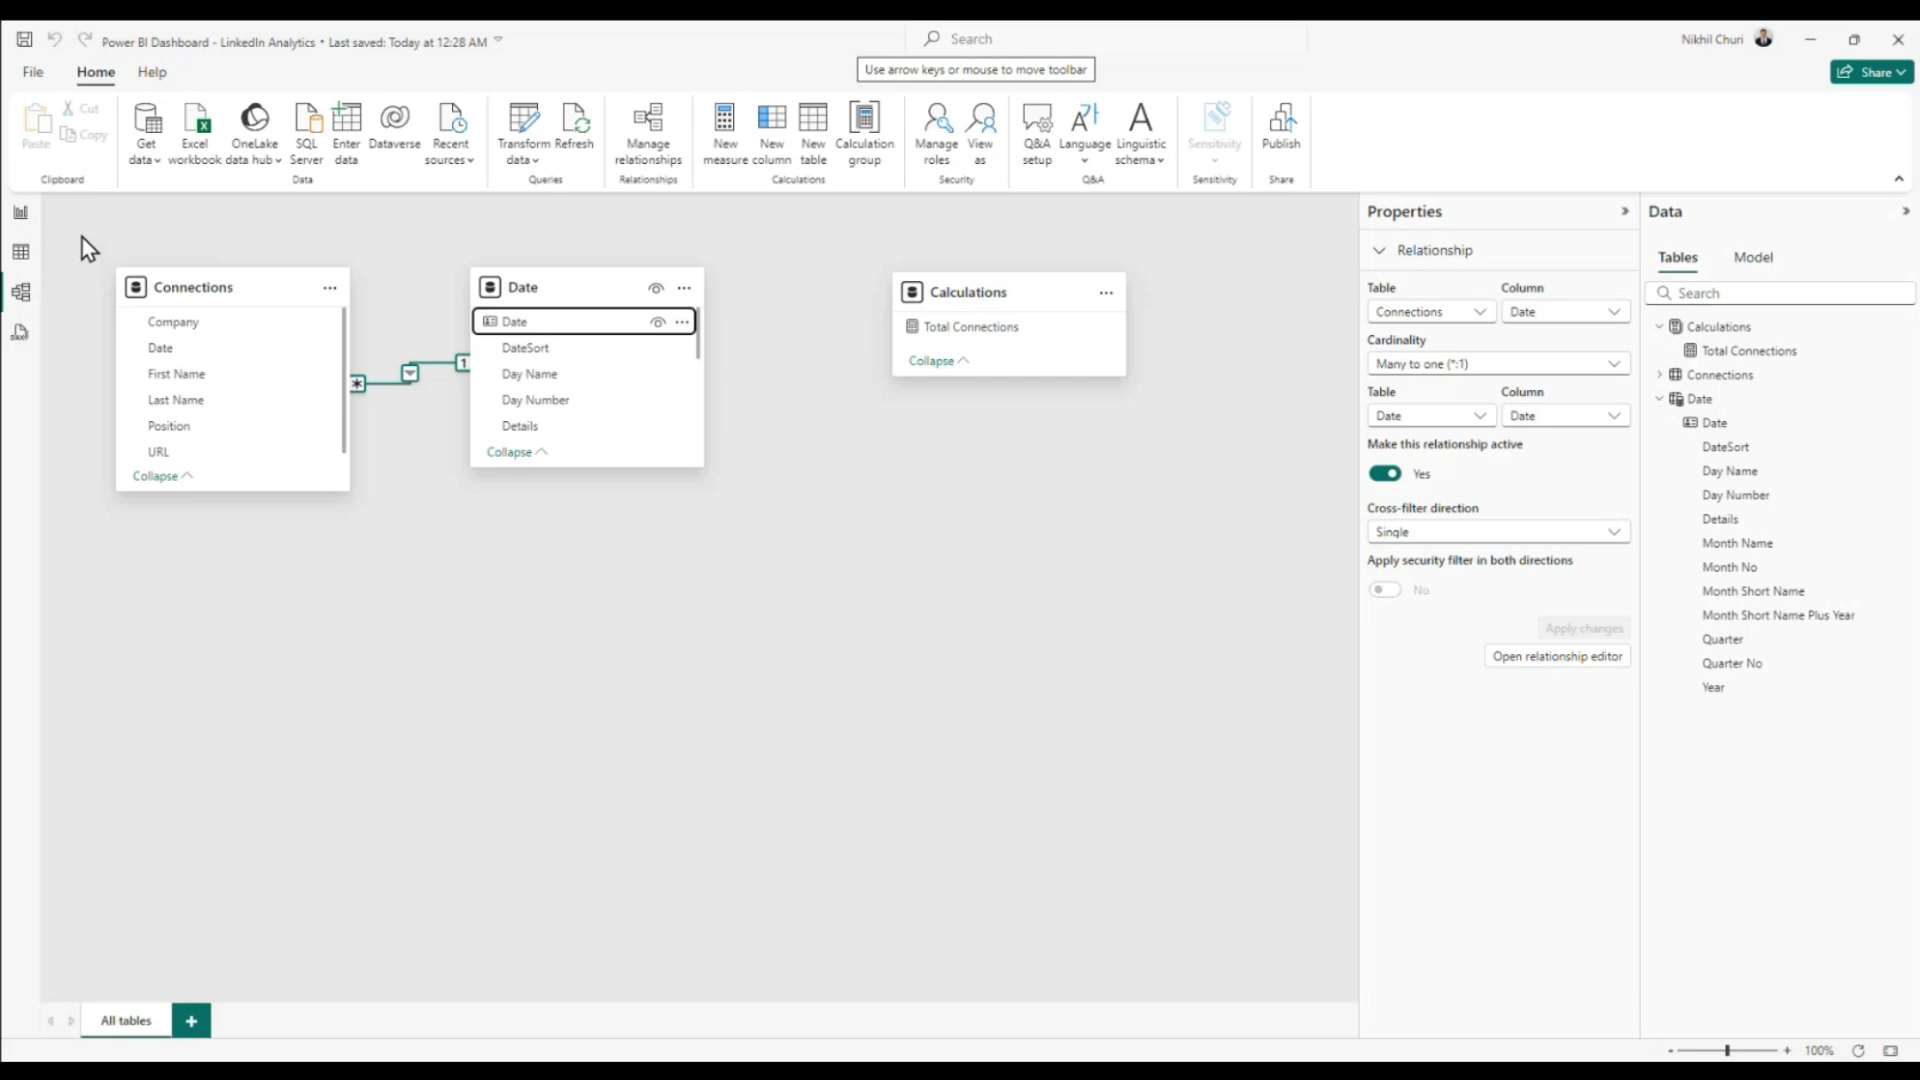 Power BI Dashboard - LinkedIn Analytics • Last saved: Today at 12:28 AM
Search
Nikhil Churi
File
Home
Help
Use arrow keys or mouse to move toolbar
Share
Paste
Cut
Copy
Clipboard
Get data
Excel workbook
OneLake data hub
SQL Server
Enter data
Dataverse
Recent sources
Data
Transform data
Refresh
Queries
Manage relationships
Relationships
New measure
New column
New table
Calculation group
Calculations
Manage roles
View as
Security
Q&A setup
Language
Linguistic schema
Q&A
Sensitivity
Sensitivity
Publish
Share
Connections
Company
Date
First Name
Last Name
Position
URL
Collapse
*
1
Date
Date
DateSort
Day Name
Day Number
Details
Collapse
Calculations
Total Connections
Collapse
Properties
Relationship
Table
Column
Connections
Date
Cardinality
Many to one (*:1)
Table
Column
Date
Date
Make this relationship active
Yes
Cross-filter direction
Single
Apply security filter in both directions
No
Apply changes
Open relationship editor
Data
Tables
Model
Search
Calculations
Total Connections
Connections
Date
Date
DateSort
Day Name
Day Number
Details
Month Name
Month No
Month Short Name
Month Short Name Plus Year
Quarter
Quarter No
Year
All tables
+
-
+
100%